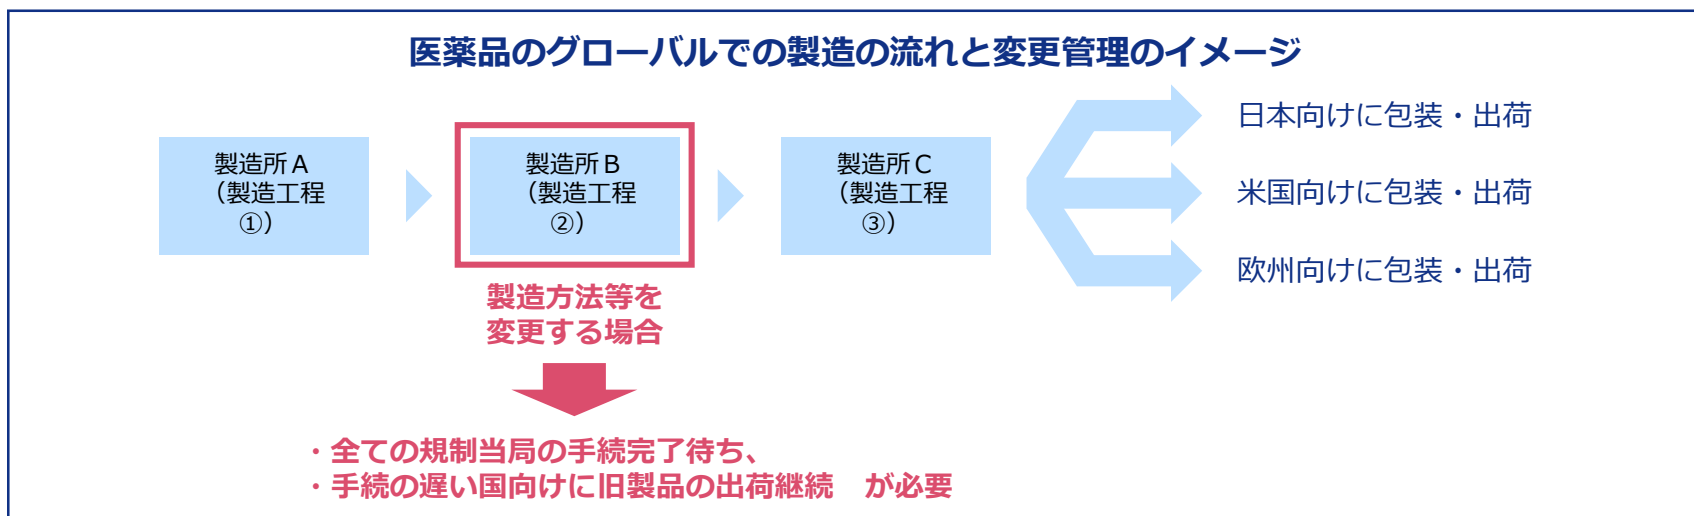 医薬品のグローバルでの製造の流れと変更管理のイメージ
製造所Ａ
（製造工程
①）
製造所Ｂ
（製造工程
②）
製造所Ｃ
（製造工程
③）
日本向けに包装・出荷
米国向けに包装・出荷
欧州向けに包装・出荷
製造方法等を
変更する場合
・全ての規制当局の手続完了待ち、
・手続の遅い国向けに旧製品の出荷継続　が必要